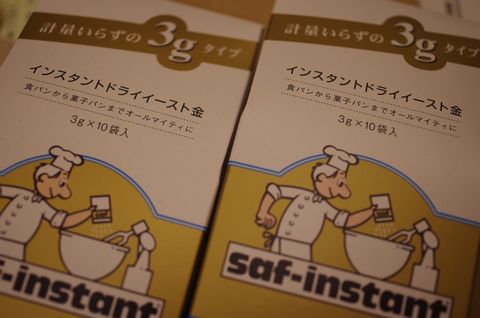 計量いらずの3gタイプ
インスタントドライイースト金
食パンから菓子パンまでオールマイティに
3g×10袋入
saf-instant
計量いらずの3gタイプ
インスタントドライイースト金
食パンから菓子パンまでオールマイティに
3g×10袋入
saf-instant